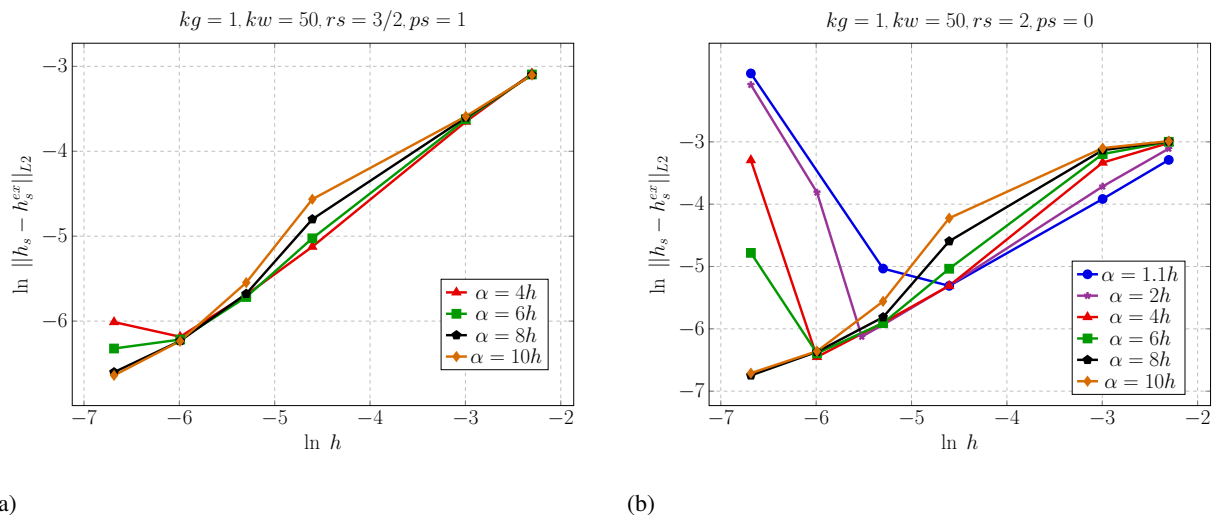 kg = 1, kw = 50, rs = 3/2, ps = 1
ln ||h_s − h_s^{ex}||_{L2}
−3
−4
−5
−6
α = 4h
α = 6h
α = 8h
α = 10h
−7 −6 −5 −4 −3 −2
ln h
a)
kg = 1, kw = 50, rs = 2, ps = 0
ln ||h_s − h_s^{ex}||_{L2}
−3
−4
−5
−6
−7
α = 1.1h
α = 2h
α = 4h
α = 6h
α = 8h
α = 10h
−7 −6 −5 −4 −3 −2
ln h
(b)